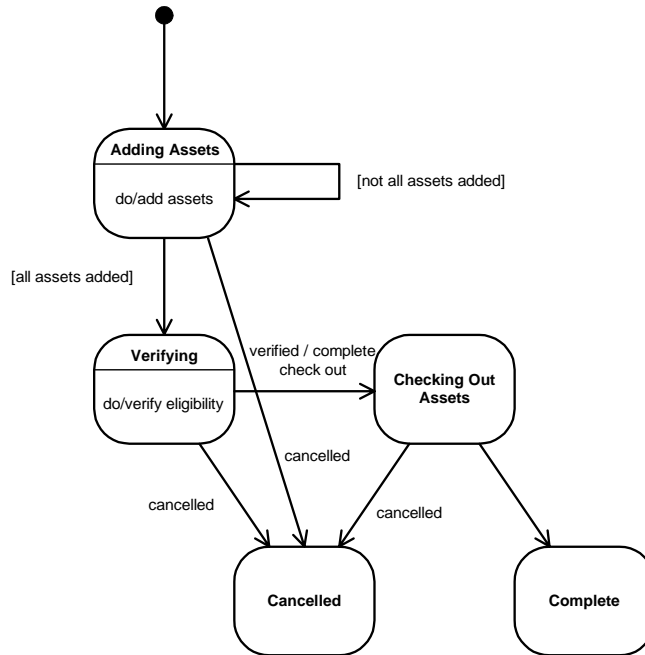 Adding Assets
do/add assets
[not all assets added]
[all assets added]
Verifying
do/verify eligibility
verified / complete
check out
Checking Out
Assets
cancelled
cancelled
cancelled
Cancelled
Complete